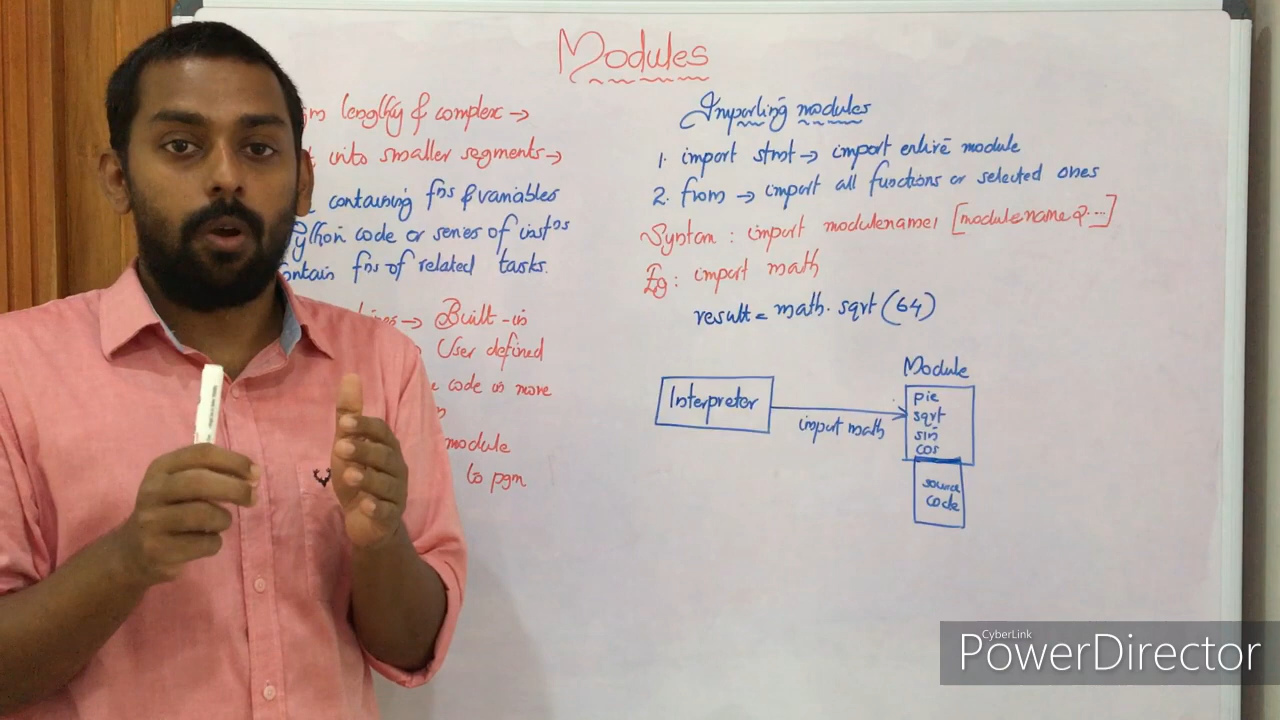 Modules
lengthy & complex →
into smaller segments →
containing fns & variables
Python code or series of instns
contain fns of related tasks.
→ Built-in
User defined
code in more
module
to pgm
Importing modules
1. import stmt → import entire module
2. from → import all functions or selected ones
Syntax : import modulename1 [modulename2...]
Eg : import math
result = math.sqrt(64)
Interpretor
import math
Module
pie
sqrt
sin
cos
source
code
CyberLink
PowerDirector